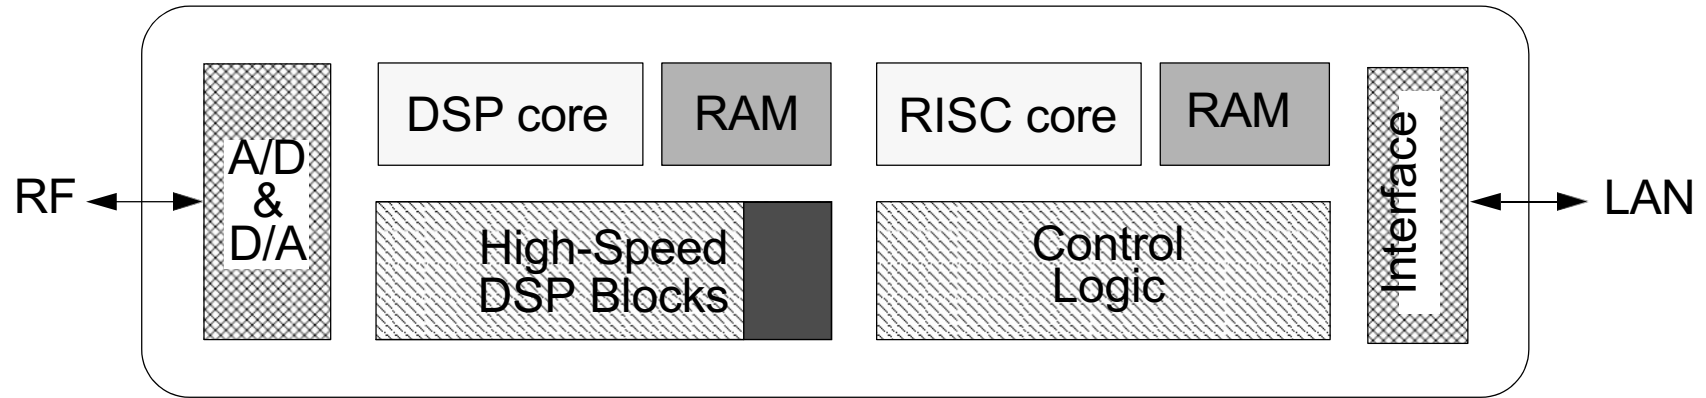 RF
A/D
&
D/A
DSP core
RAM
High-Speed
DSP Blocks
RISC core
RAM
Control
Logic
Interface
LAN